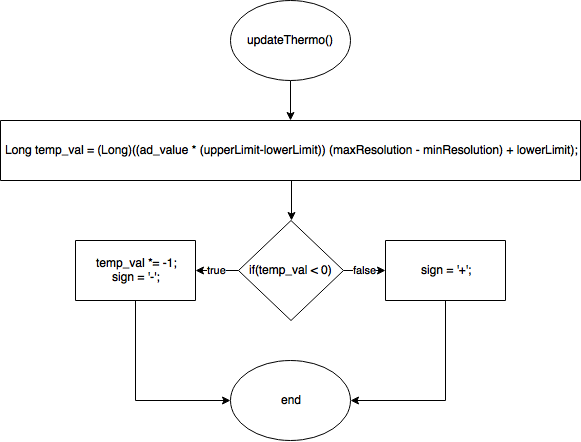 updateThermo()
Long temp_val = (Long)((ad_value * (upperLimit-lowerLimit)) (maxResolution - minResolution) + lowerLimit);
if(temp_val < 0)
true
false
temp_val *= -1;
sign = '-';
sign = '+';
end